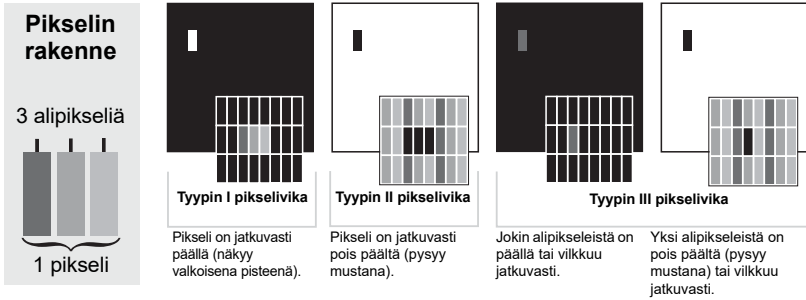 Pikselin
rakenne
3 alipikseliä
1 pikseli
Tyypin I pikselivika
Pikseli on jatkuvasti
päällä (näkyy
valkoisena pisteenä).
Tyypin II pikselivika
Pikseli on jatkuvasti
pois päältä (pysyy
mustana).
Tyypin III pikselivika
Jokin alipikseleistä on
päällä tai vilkkuu
jatkuvasti.
Yksi alipikseleistä on
pois päältä (pysyy
mustana) tai vilkkuu
jatkuvasti.